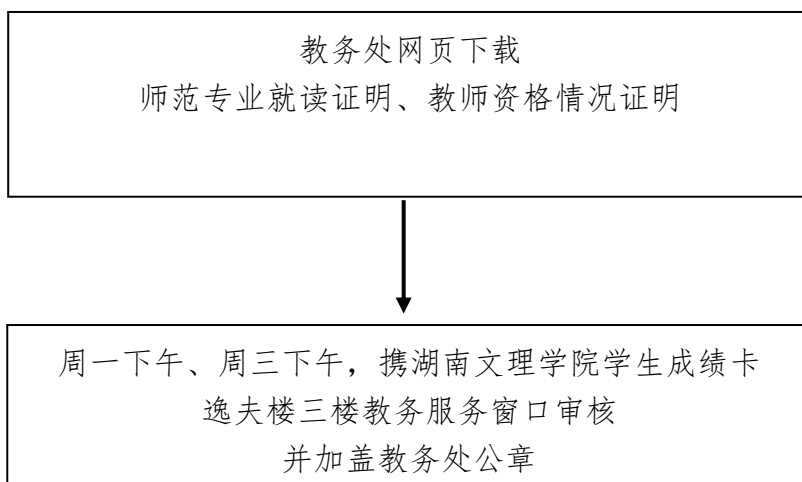 教务处网页下载
师范专业就读证明、教师资格情况证明
周一下午、周三下午，携湖南文理学院学生成绩卡
逸夫楼三楼教务服务窗口审核
并加盖教务处公章